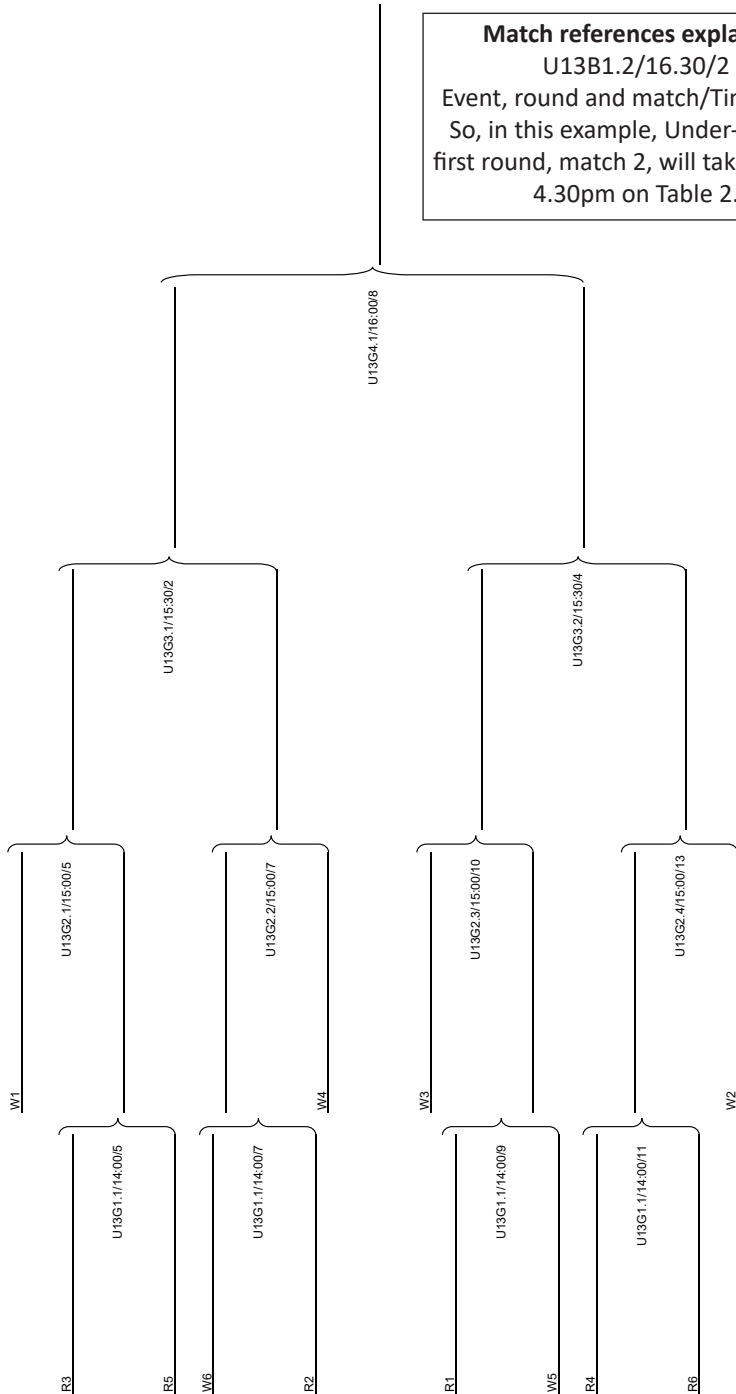 Match references
U13B1.2/16.30/2
Event, round and match/
So, in this example,
first round, match 2, will
4.30pm on Table 2.
U13G4.1/16:00/8
U13G3.1/15:30/2
U13G3.2/15:30/4
U13G2.1/15:00/5
U13G2.2/15:00/7
U13G2.3/15:00/10
U13G2.4/15:00/13
W1
W4
W3
W2
U13G1.1/14:00/5
U13G1.1/14:00/7
U13G1.1/14:00/9
U13G1.1/14:00/11
R3
R5
W6
R2
R1
W5
R4
R6